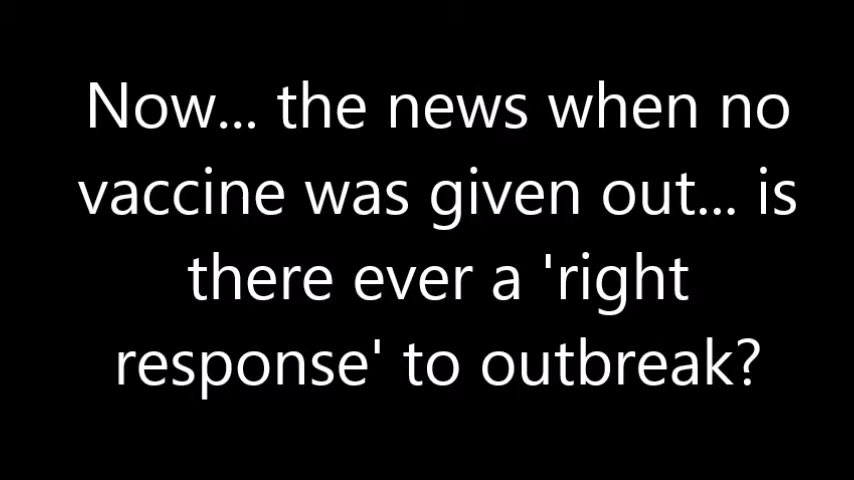 Now... the news when no
vaccine was given out... is
there ever a 'right
response' to outbreak?